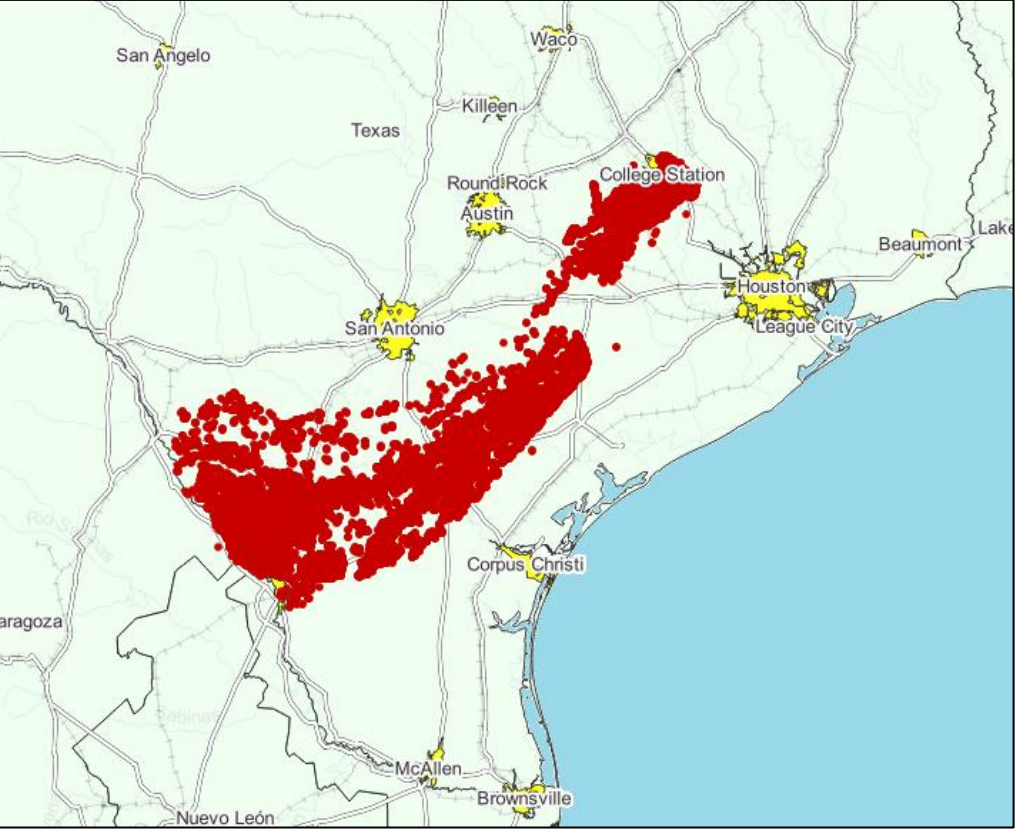 Waco
San Angelo
Killeen
Texas
College Station
Round Rock
Austin
Lake
Beaumont
Houston
San Antonio
League City
Corpus Christi
aragoza
Sabinas
McAllen
Brownsville
Nuevo León